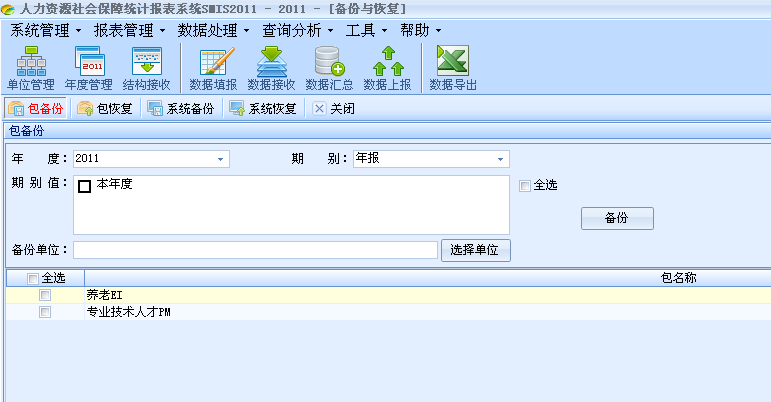 人力资源社会保障统计报表系统SMIS2011 - 2011 - [备份与恢复]
系统管理 报表管理 数据处理 查询分析 工具 帮助
2011
单位管理 年度管理 结构接收 数据填报 数据接收 数据汇总 数据上报 数据导出
包备份 包恢复 系统备份 系统恢复 关闭
包备份
年 度: 2011 期 别: 年报
期 别 值: 本年度 全选
备份
备份单位: 选择单位
全选 包名称
养老EI
专业技术人才PM